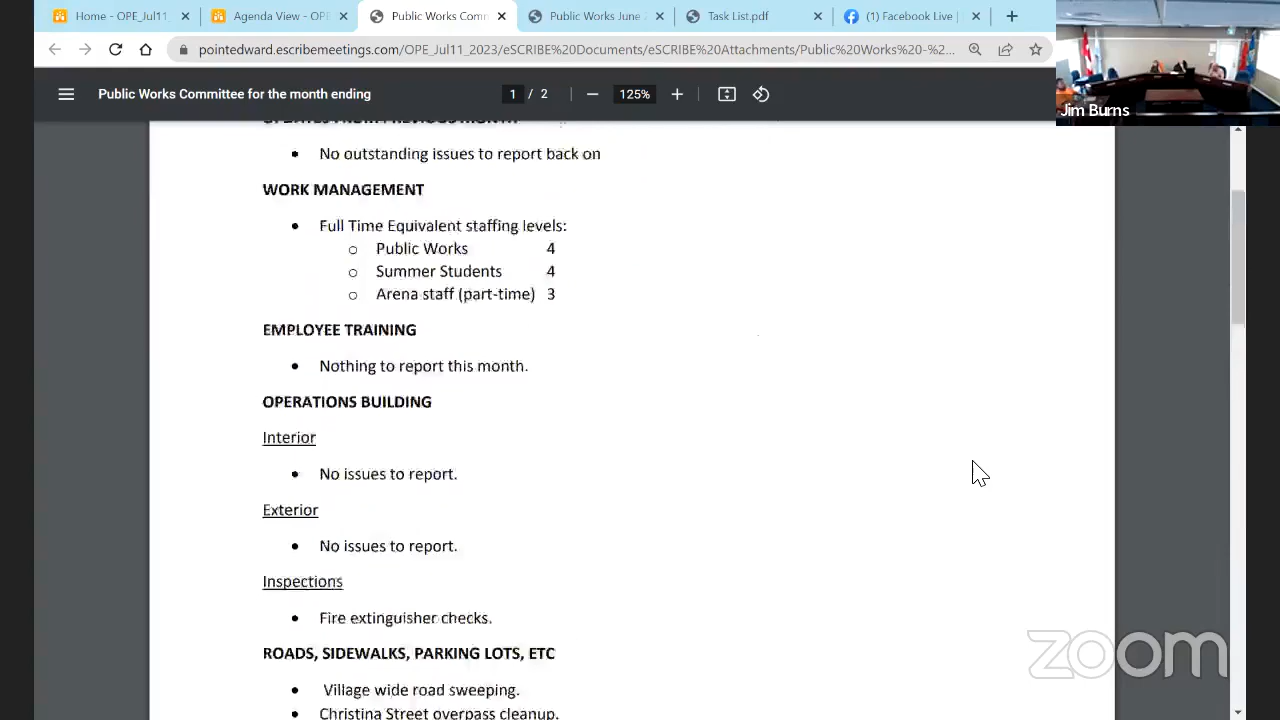 Home - OPE_Jul11_
Agenda View - OPE
Public Works Com
Public Works June
Task List.pdf
(1) Facebook Live
pointedward.escribemeetings.com/OPE_Jul11_2023/eSCRIBE%20Documents/eSCRIBE%20Attachments/Public%20Works%20-%2...
Public Works Committee for the month ending
1 / 2
125%
Jim Burns
• No outstanding issues to report back on
WORK MANAGEMENT
• Full Time Equivalent staffing levels:
o Public Works 4
o Summer Students 4
o Arena staff (part-time) 3
EMPLOYEE TRAINING
• Nothing to report this month.
OPERATIONS BUILDING
Interior
• No issues to report.
Exterior
• No issues to report.
Inspections
• Fire extinguisher checks.
ROADS, SIDEWALKS, PARKING LOTS, ETC
• Village wide road sweeping.
• Christina Street overpass cleanup.
zoom